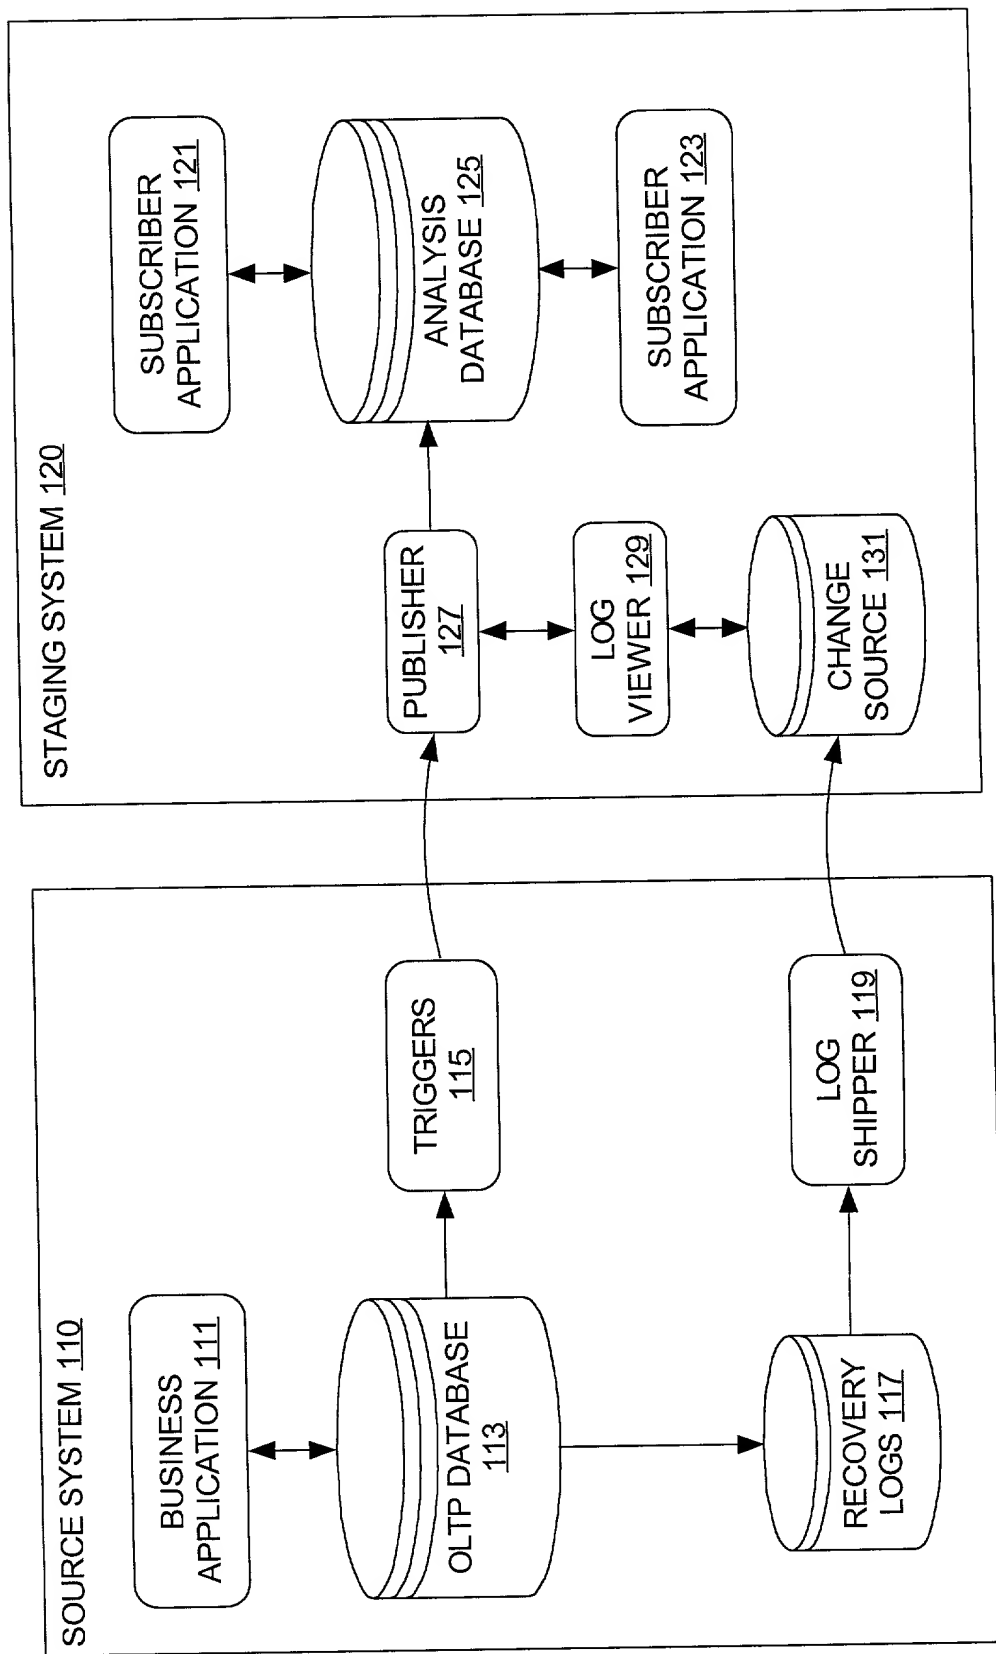 SOURCE SYSTEM 110
BUSINESS
APPLICATION 111
OLTP DATABASE
113
TRIGGERS
115
RECOVERY
LOGS 117
LOG
SHIPPER 119
STAGING SYSTEM 120
SUBSCRIBER
APPLICATION 121
PUBLISHER
127
ANALYSIS
DATABASE 125
LOG
VIEWER 129
SUBSCRIBER
APPLICATION 123
CHANGE
SOURCE 131